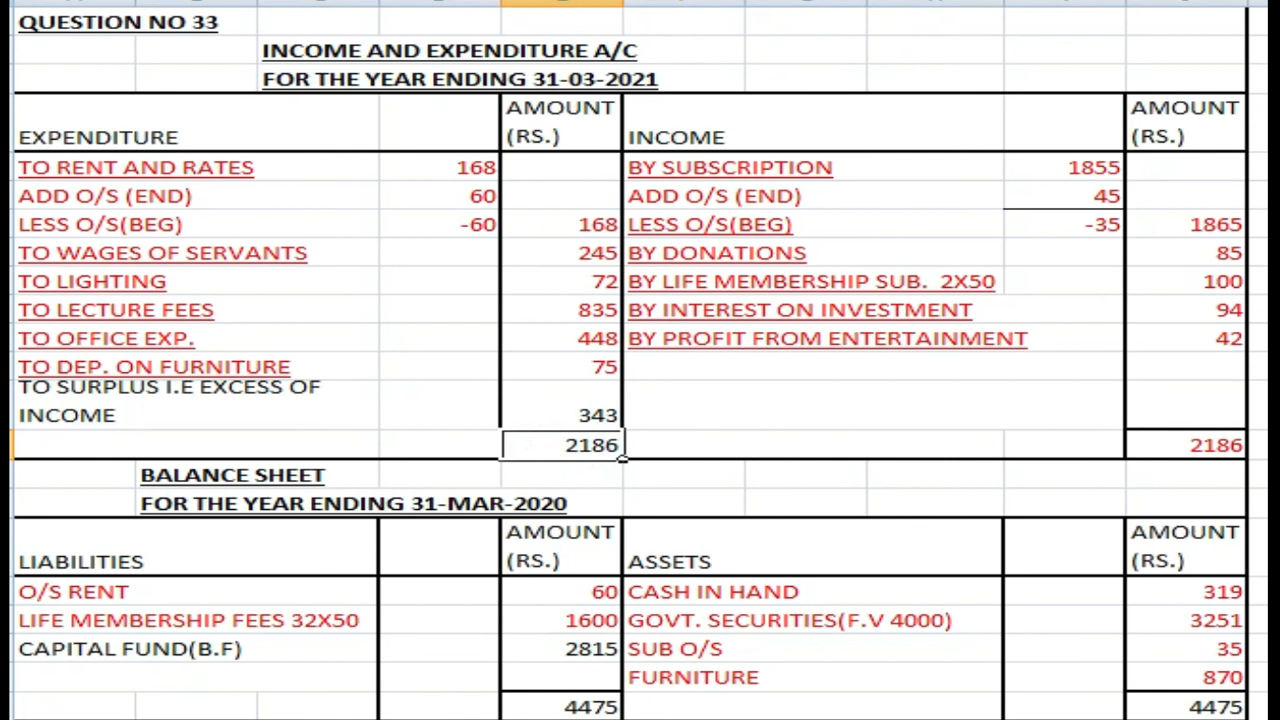 QUESTION NO 33
INCOME AND EXPENDITURE A/C
FOR THE YEAR ENDING 31-03-2021
AMOUNT AMOUNT
EXPENDITURE (RS.) INCOME (RS.)
TO RENT AND RATES 168 BY SUBSCRIPTION 1855
ADD O/S (END) 60 ADD O/S (END) 45
LESS O/S(BEG) -60 168 LESS O/S(BEG) -35 1865
TO WAGES OF SERVANTS 245 BY DONATIONS 85
TO LIGHTING 72 BY LIFE MEMBERSHIP SUB. 2X50 100
TO LECTURE FEES 835 BY INTEREST ON INVESTMENT 94
TO OFFICE EXP. 448 BY PROFIT FROM ENTERTAINMENT 42
TO DEP. ON FURNITURE 75
TO SURPLUS I.E EXCESS OF
INCOME 343
2186 2186
BALANCE SHEET
FOR THE YEAR ENDING 31-MAR-2020
AMOUNT AMOUNT
LIABILITIES (RS.) ASSETS (RS.)
O/S RENT 60 CASH IN HAND 319
LIFE MEMBERSHIP FEES 32X50 1600 GOVT. SECURITIES(F.V 4000) 3251
CAPITAL FUND(B.F) 2815 SUB O/S 35
FURNITURE 870
4475 4475